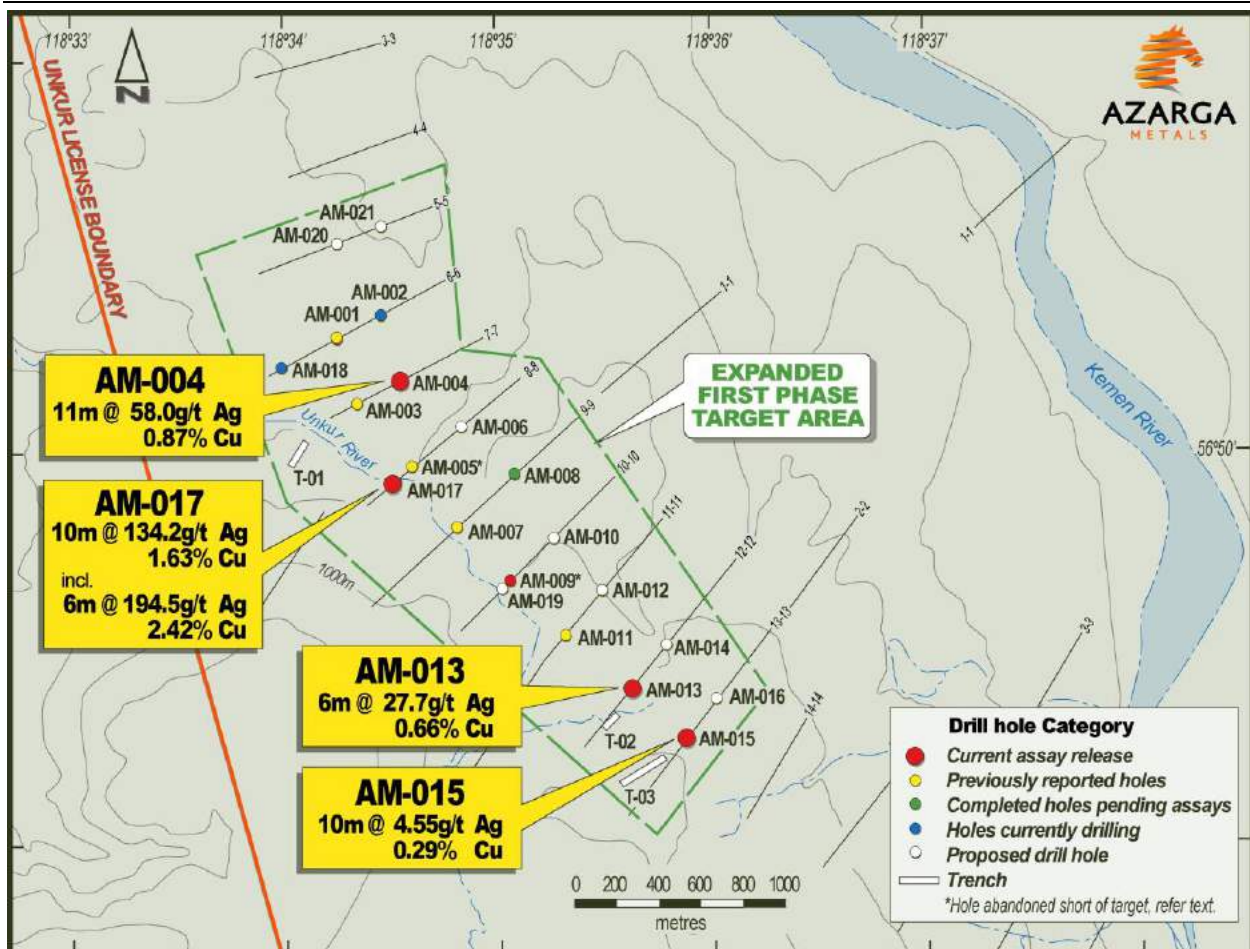 118°33'
118°34'
118°35'
118°36'
118°37'
N
UNKUR LICENSE BOUNDARY
AZARGA
METALS
3-3
4-4
5-5
AM-021
AM-020
6-6
AM-002
AM-001
AM-018
7-7
AM-004
AM-003
8-8
AM-006
AM-005*
AM-017
Unkur River
T-01
1-1
9-9
AM-008
AM-007
10-10
AM-010
AM-009*
AM-019
11-11
AM-012
AM-011
12-12
AM-014
AM-013
13-13
AM-016
AM-015
2-2
14-14
3-3
T-02
T-03
1-1
1000m
Kemen River
56°50'
EXPANDED
FIRST PHASE
TARGET AREA
AM-004
11m @ 58.0g/t Ag
0.87% Cu
AM-017
10m @ 134.2g/t Ag
1.63% Cu
incl.
6m @ 194.5g/t Ag
2.42% Cu
AM-013
6m @ 27.7g/t Ag
0.66% Cu
AM-015
10m @ 4.55g/t Ag
0.29% Cu
0 200 400 600 800 1000
metres
Drill hole Category
Current assay release
Previously reported holes
Completed holes pending assays
Holes currently drilling
Proposed drill hole
Trench
*Hole abandoned short of target, refer text.